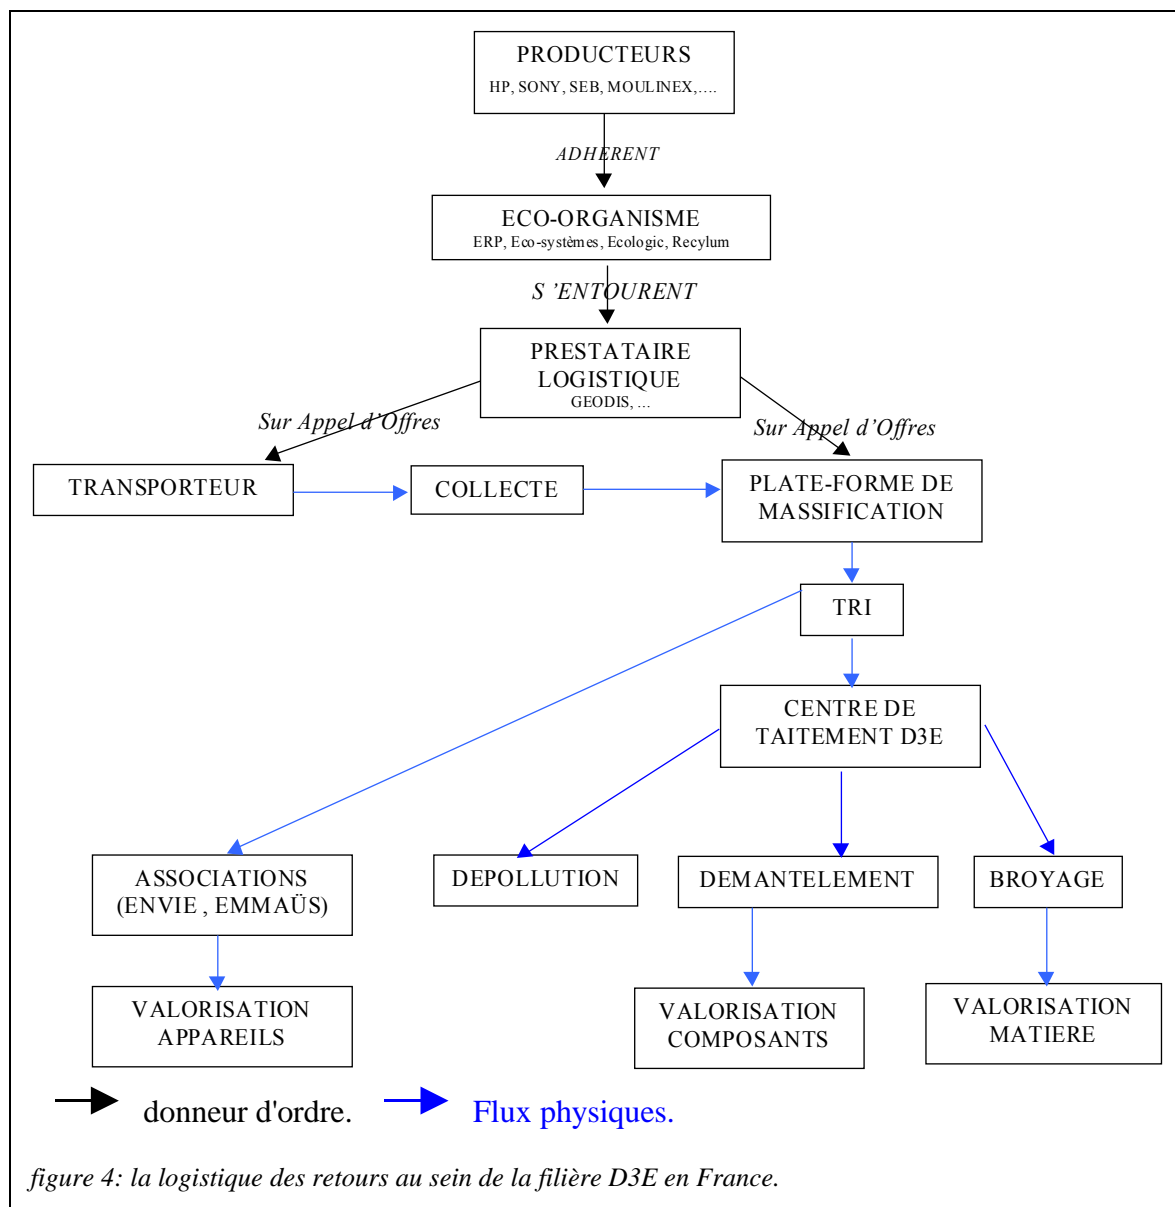 PRODUCTEURS
HP, SONY, SEB, MOULINEX,....
ADHERENT
ECO-ORGANISME
ERP, Eco-systèmes, Ecologic, Recylum
S ’ENTOURENT
PRESTATAIRE
LOGISTIQUE
GEODIS, ...
Sur Appel d’Offres
Sur Appel d’Offres
TRANSPORTEUR
COLLECTE
PLATE-FORME DE
MASSIFICATION
TRI
CENTRE DE
TAITEMENT D3E
ASSOCIATIONS
(ENVIE , EMMAÜS)
DEPOLLUTION
DEMANTELEMENT
BROYAGE
VALORISATION
APPAREILS
VALORISATION
COMPOSANTS
VALORISATION
MATIERE
donneur d'ordre.
Flux physiques.
figure 4: la logistique des retours au sein de la filière D3E en France.